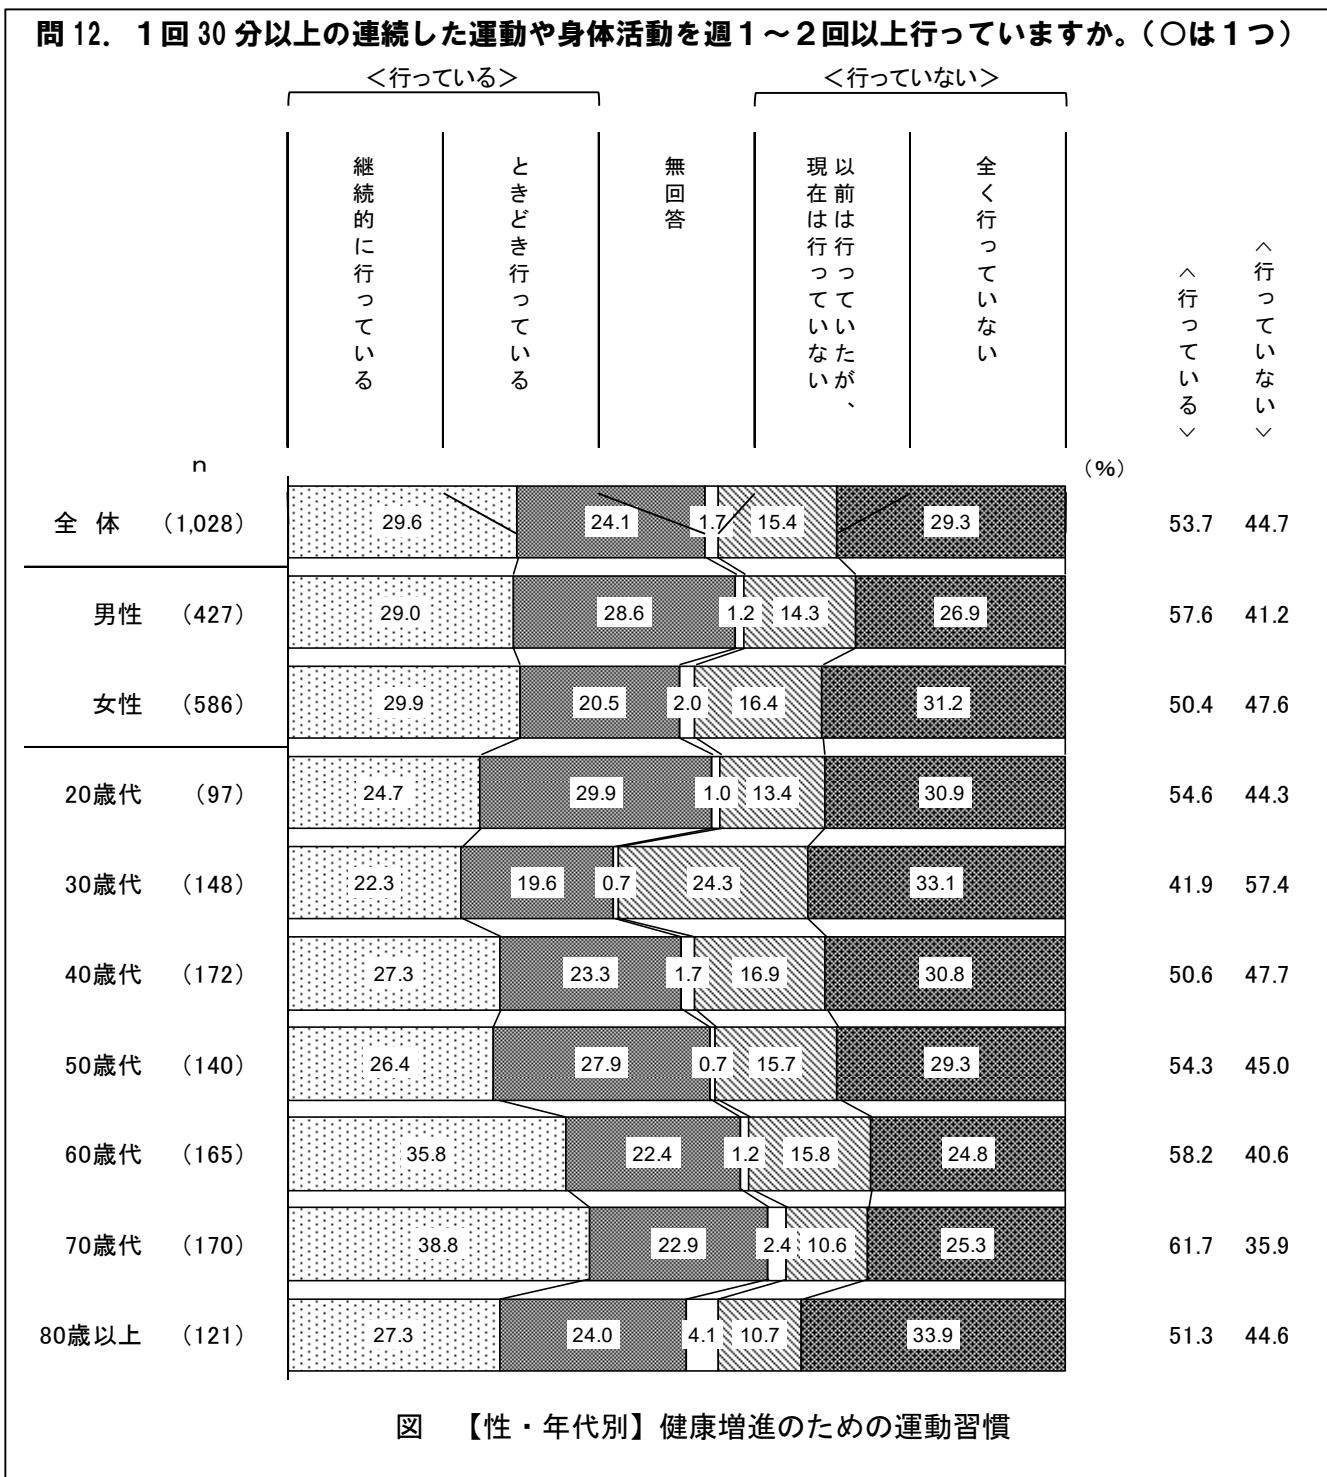 問12. 1回30分以上の連続した運動や身体活動を週1～2回以上行っていますか。(○は1つ)
＜行っている＞ ＜行っていない＞
継続的に行っている
ときどき行っている
無回答
以前は行っていたが、
現在は行っていない
全く行っていない
＜行っている＞
＜行っていない＞
n (%)
全 体 (1,028) 29.6 24.1 1.7 15.4 29.3 53.7 44.7
男性 (427) 29.0 28.6 1.2 14.3 26.9 57.6 41.2
女性 (586) 29.9 20.5 2.0 16.4 31.2 50.4 47.6
20歳代 (97) 24.7 29.9 1.0 13.4 30.9 54.6 44.3
30歳代 (148) 22.3 19.6 0.7 24.3 33.1 41.9 57.4
40歳代 (172) 27.3 23.3 1.7 16.9 30.8 50.6 47.7
50歳代 (140) 26.4 27.9 0.7 15.7 29.3 54.3 45.0
60歳代 (165) 35.8 22.4 1.2 15.8 24.8 58.2 40.6
70歳代 (170) 38.8 22.9 2.4 10.6 25.3 61.7 35.9
80歳以上 (121) 27.3 24.0 4.1 10.7 33.9 51.3 44.6
図 【性・年代別】健康増進のための運動習慣